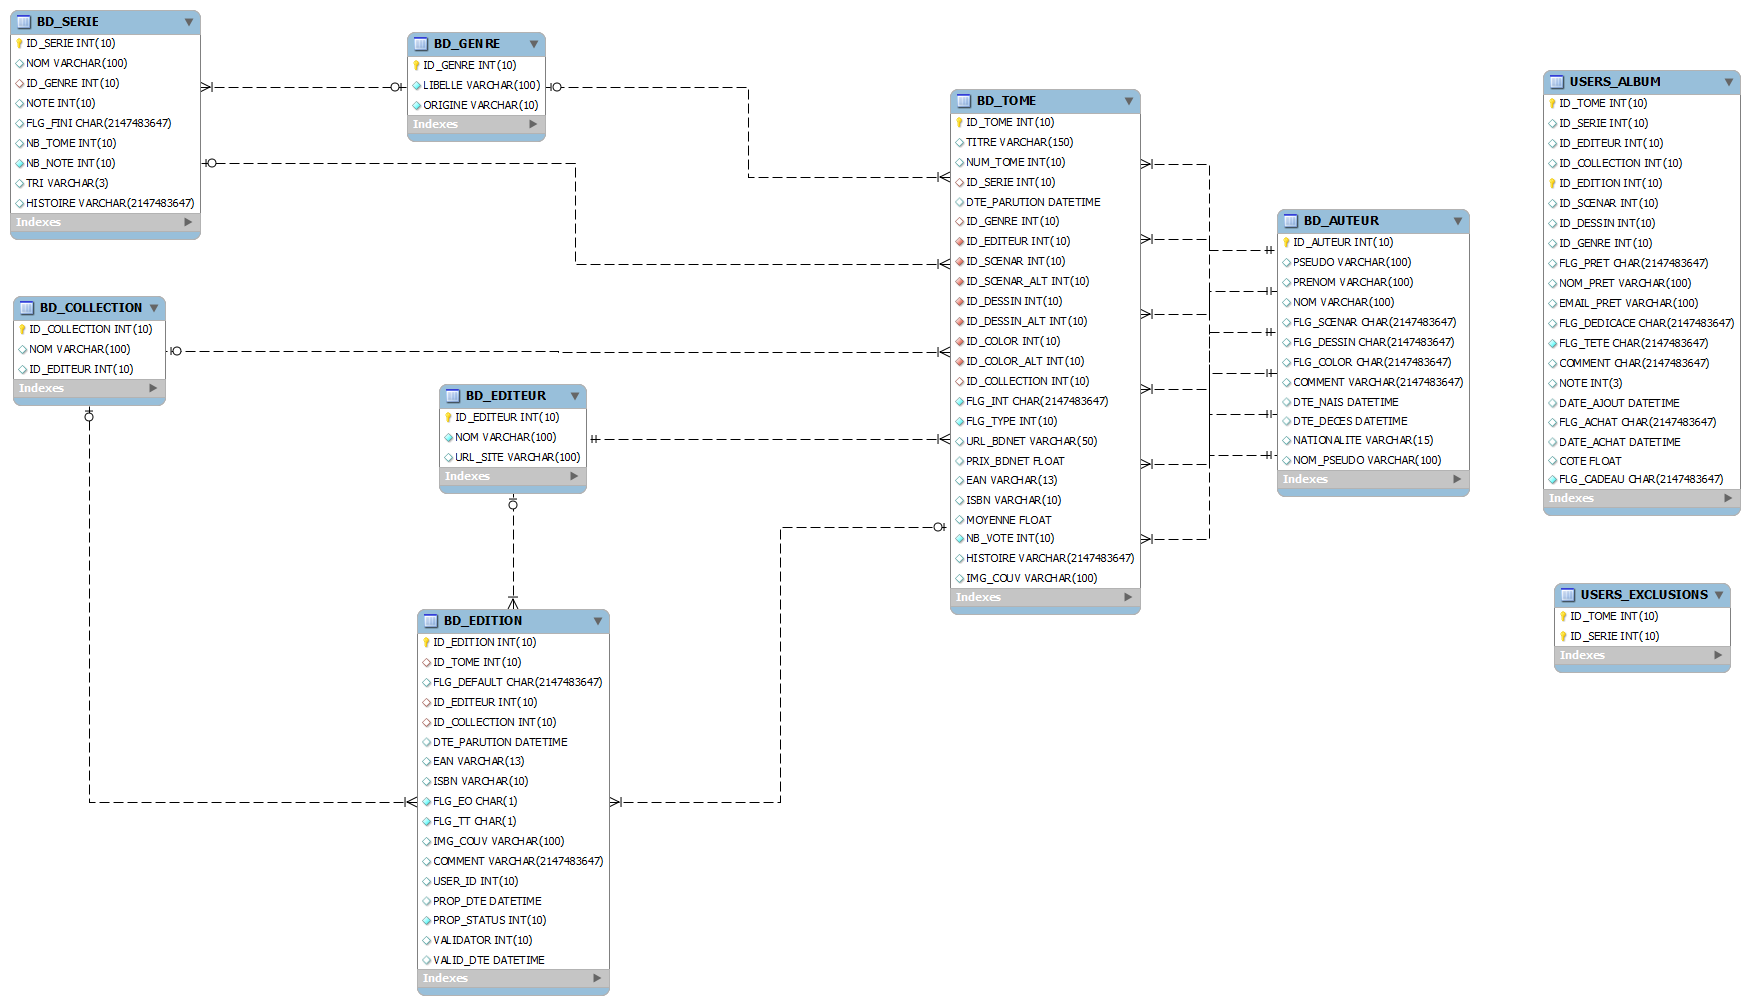 BD_SERIE
ID_SERIE INT(10)
NOM VARCHAR(100)
ID_GENRE INT(10)
NOTE INT(10)
FLG_FINI CHAR(2147483647)
NB_TOME INT(10)
NB_NOTE INT(10)
TRI VARCHAR(3)
HISTOIRE VARCHAR(2147483647)
Indexes
BD_GENRE
ID_GENRE INT(10)
LIBELLE VARCHAR(100)
ORIGINE VARCHAR(10)
Indexes
BD_COLLECTION
ID_COLLECTION INT(10)
NOM VARCHAR(100)
ID_EDITEUR INT(10)
Indexes
BD_EDITEUR
ID_EDITEUR INT(10)
NOM VARCHAR(100)
URL_SITE VARCHAR(100)
Indexes
BD_EDITION
ID_EDITION INT(10)
ID_TOME INT(10)
FLG_DEFAULT CHAR(2147483647)
ID_EDITEUR INT(10)
ID_COLLECTION INT(10)
DTE_PARUTION DATETIME
EAN VARCHAR(13)
ISBN VARCHAR(10)
FLG_EO CHAR(1)
FLG_TT CHAR(1)
IMG_COUV VARCHAR(100)
COMMENT VARCHAR(2147483647)
USER_ID INT(10)
PROP_DTE DATETIME
PROP_STATUS INT(10)
VALIDATOR INT(10)
VALID_DTE DATETIME
Indexes
BD_TOME
ID_TOME INT(10)
TITRE VARCHAR(150)
NUM_TOME INT(10)
ID_SERIE INT(10)
DTE_PARUTION DATETIME
ID_GENRE INT(10)
ID_EDITEUR INT(10)
ID_SCENAR INT(10)
ID_SCENAR_ALT INT(10)
ID_DESSIN INT(10)
ID_DESSIN_ALT INT(10)
ID_COLOR INT(10)
ID_COLOR_ALT INT(10)
ID_COLLECTION INT(10)
FLG_INT CHAR(2147483647)
FLG_TYPE INT(10)
URL_BDNET VARCHAR(50)
PRIX_BDNET FLOAT
EAN VARCHAR(13)
ISBN VARCHAR(10)
MOYENNE FLOAT
NB_VOTE INT(10)
HISTOIRE VARCHAR(2147483647)
IMG_COUV VARCHAR(100)
Indexes
BD_AUTEUR
ID_AUTEUR INT(10)
PSEUDO VARCHAR(100)
PRENOM VARCHAR(100)
NOM VARCHAR(100)
FLG_SCENAR CHAR(2147483647)
FLG_DESSIN CHAR(2147483647)
FLG_COLOR CHAR(2147483647)
COMMENT VARCHAR(2147483647)
DTE_NAIS DATETIME
DTE_DECES DATETIME
NATIONALITE VARCHAR(15)
NOM_PSEUDO VARCHAR(100)
Indexes
USERS_ALBUM
ID_TOME INT(10)
ID_SERIE INT(10)
ID_EDITEUR INT(10)
ID_COLLECTION INT(10)
ID_EDITION INT(10)
ID_SCENAR INT(10)
ID_DESSIN INT(10)
ID_GENRE INT(10)
FLG_PRET CHAR(2147483647)
NOM_PRET VARCHAR(100)
EMAIL_PRET VARCHAR(100)
FLG_DEDICACE CHAR(2147483647)
FLG_TETE CHAR(2147483647)
COMMENT CHAR(2147483647)
NOTE INT(3)
DATE_AJOUT DATETIME
FLG_ACHAT CHAR(2147483647)
DATE_ACHAT DATETIME
COTE FLOAT
FLG_CADEAU CHAR(2147483647)
Indexes
USERS_EXCLUSIONS
ID_TOME INT(10)
ID_SERIE INT(10)
Indexes